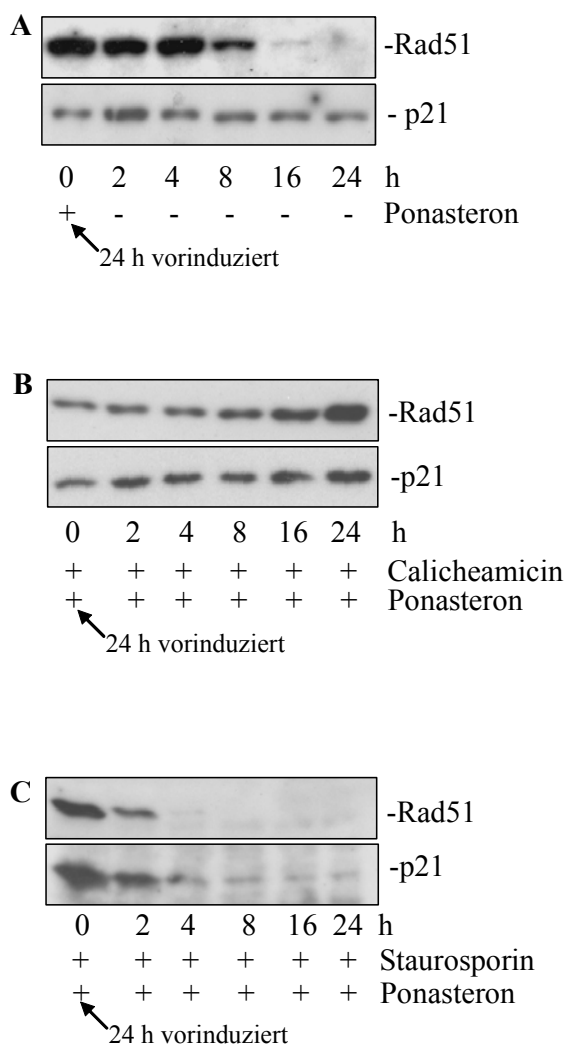 A
-Rad51
- p21
0 2 4 8 16 24 h
+ - - - - - Ponasteron
24 h vorinduziert
B
-Rad51
-p21
0 2 4 8 16 24 h
+ + + + + + Calicheamicin
+ + + + + + Ponasteron
24 h vorinduziert
C
-Rad51
-p21
0 2 4 8 16 24 h
+ + + + + + Staurosporin
+ + + + + + Ponasteron
24 h vorinduziert